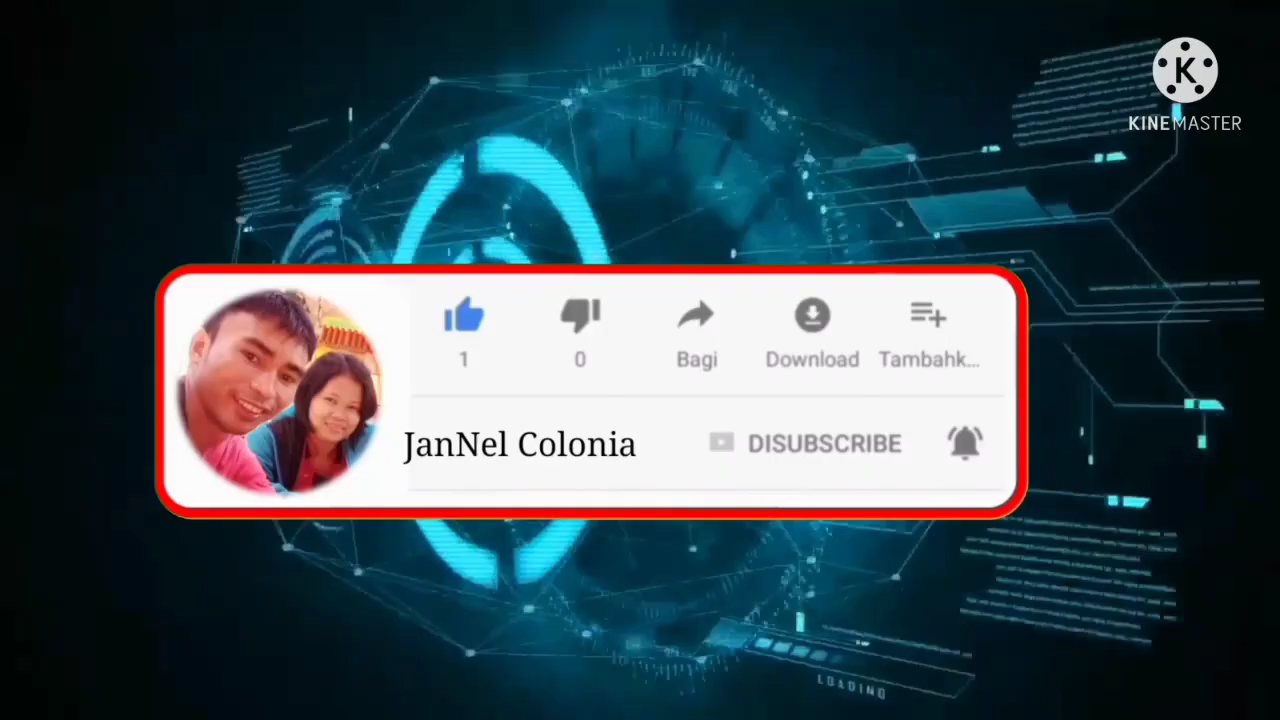 K
KINEMASTER
1
0
Bagi
Download
Tambahk...
JanNel Colonia
DISUBSCRIBE
LOADING